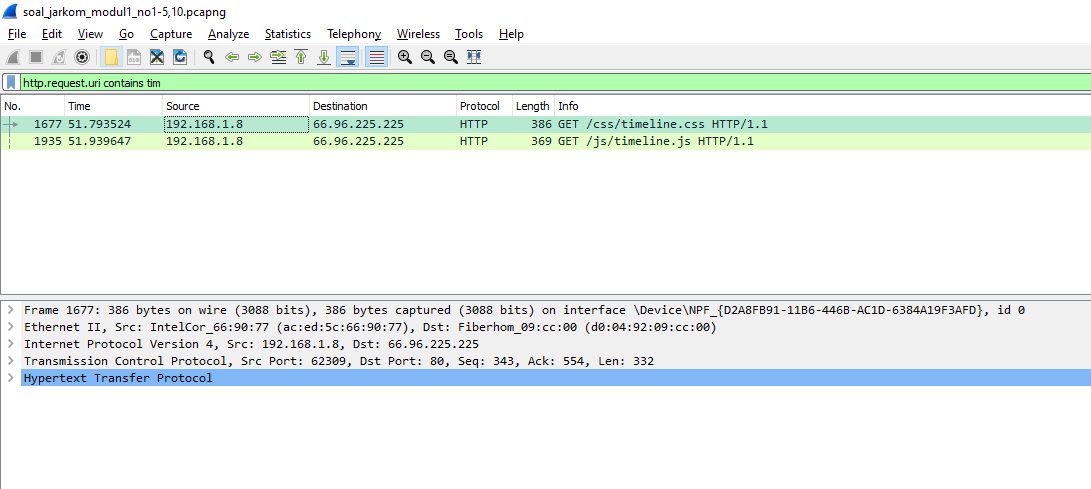 soal_jarkom_modul1_no1-5,10.pcapng
File Edit View Go Capture Analyze Statistics Telephony Wireless Tools Help
http.request.uri contains tim
No. Time Source Destination Protocol Length Info
1677 51.793524 192.168.1.8 66.96.225.225 HTTP 386 GET /css/timeline.css HTTP/1.1
1935 51.939647 192.168.1.8 66.96.225.225 HTTP 369 GET /js/timeline.js HTTP/1.1
Frame 1677: 386 bytes on wire (3088 bits), 386 bytes captured (3088 bits) on interface \Device\NPF_{D2A8FB91-11B6-446B-AC1D-6384A19F3AFD}, id 0
Ethernet II, Src: IntelCor_66:90:77 (ac:ed:5c:66:90:77), Dst: Fiberhom_09:cc:00 (d0:04:92:09:cc:00)
Internet Protocol Version 4, Src: 192.168.1.8, Dst: 66.96.225.225
Transmission Control Protocol, Src Port: 62309, Dst Port: 80, Seq: 343, Ack: 554, Len: 332
Hypertext Transfer Protocol